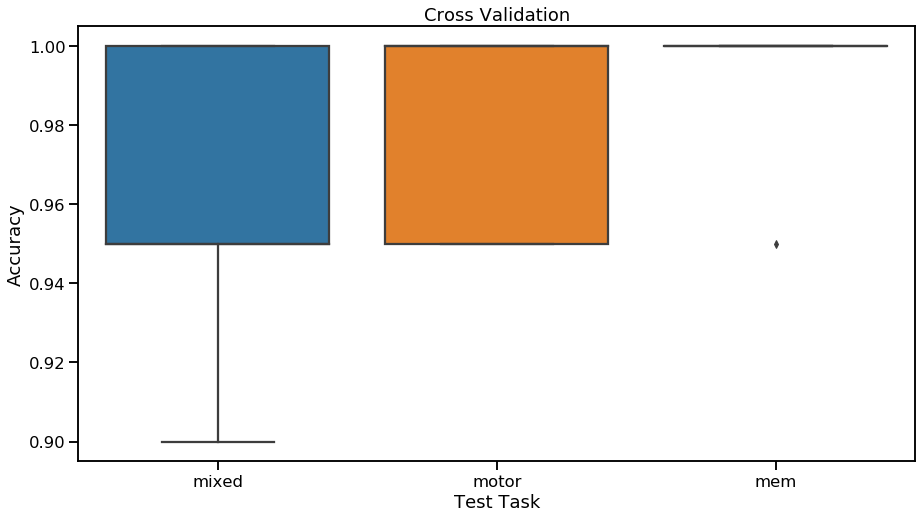 Cross Validation
1.00
0.98
0.96
0.94
0.92
0.90
Accuracy
mixed
motor
mem
Test Task